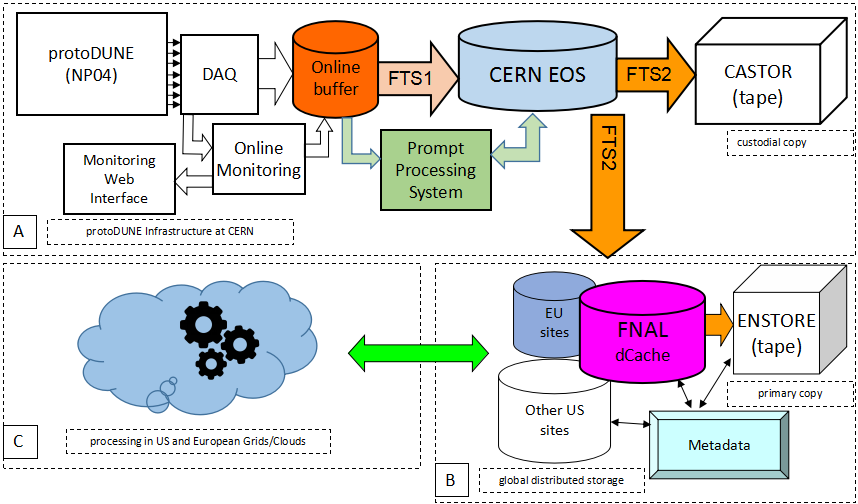 protoDUNE
(NP04)
DAQ
Online
buffer
FTS1
CERN EOS
FTS2
CASTOR
(tape)
custodial copy
Monitoring
Web
Interface
Online
Monitoring
Prompt
Processing
System
FTS2
A
protoDUNE Infrastructure at CERN
EU
sites
FNAL
dCache
ENSTORE
(tape)
primary copy
Other US
sites
Metadata
C
processing in US and European Grids/Clouds
B
global distributed storage